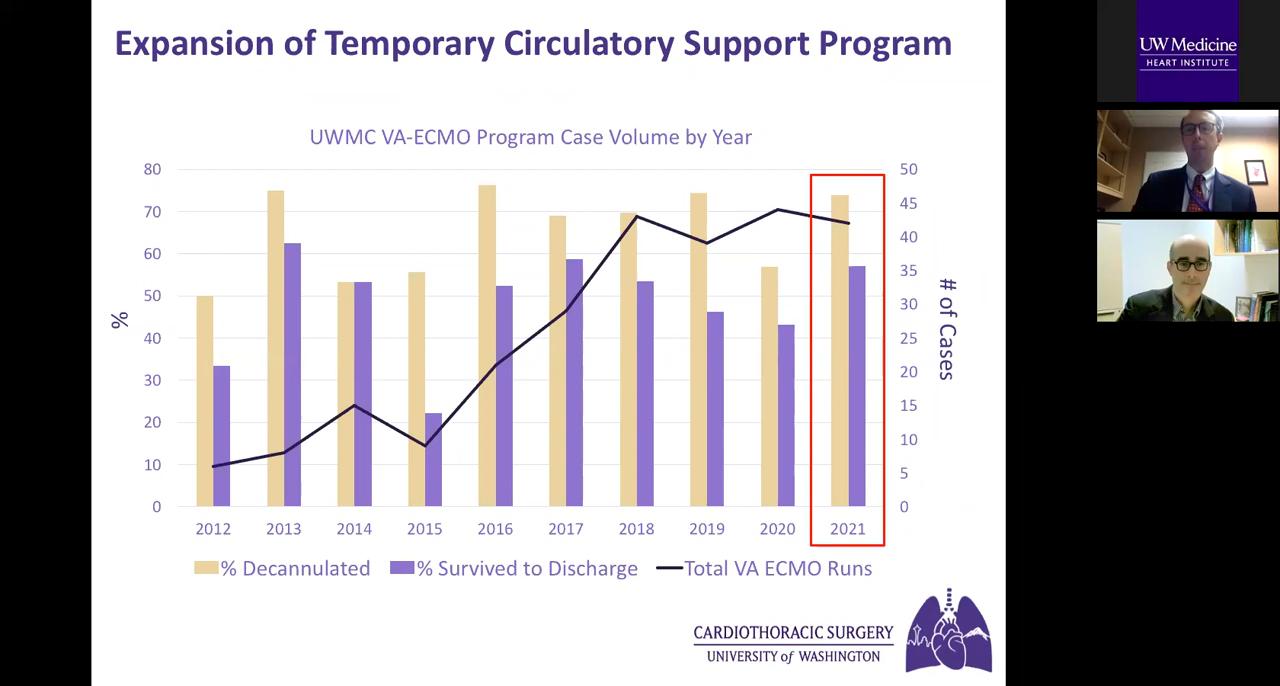 Expansion of Temporary Circulatory Support Program
UWMC VA-ECMO Program Case Volume by Year
80
70
60
50
40
30
20
10
0
%
50
45
40
35
30
25
20
15
10
5
0
# of Cases
2012 2013 2014 2015 2016 2017 2018 2019 2020 2021
% Decannulated % Survived to Discharge Total VA ECMO Runs
CARDIOTHORACIC SURGERY
UNIVERSITY of WASHINGTON
UW Medicine
HEART INSTITUTE